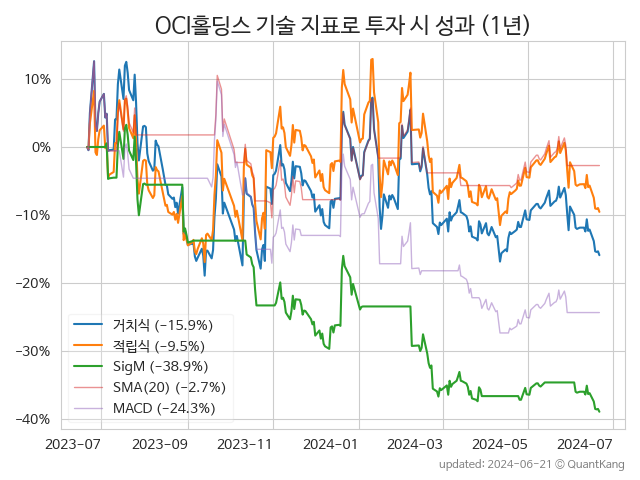 OCI홀딩스 기술 지표로 투자 시 성과 (1년)
10%
0%
−10%
−20%
−30%
−40%
거치식 (−15.9%)
적립식 (−9.5%)
SigM (−38.9%)
SMA(20) (−2.7%)
MACD (−24.3%)
2023-07 2023-09 2023-11 2024-01 2024-03 2024-05 2024-07
updated: 2024-06-21 © QuantKang